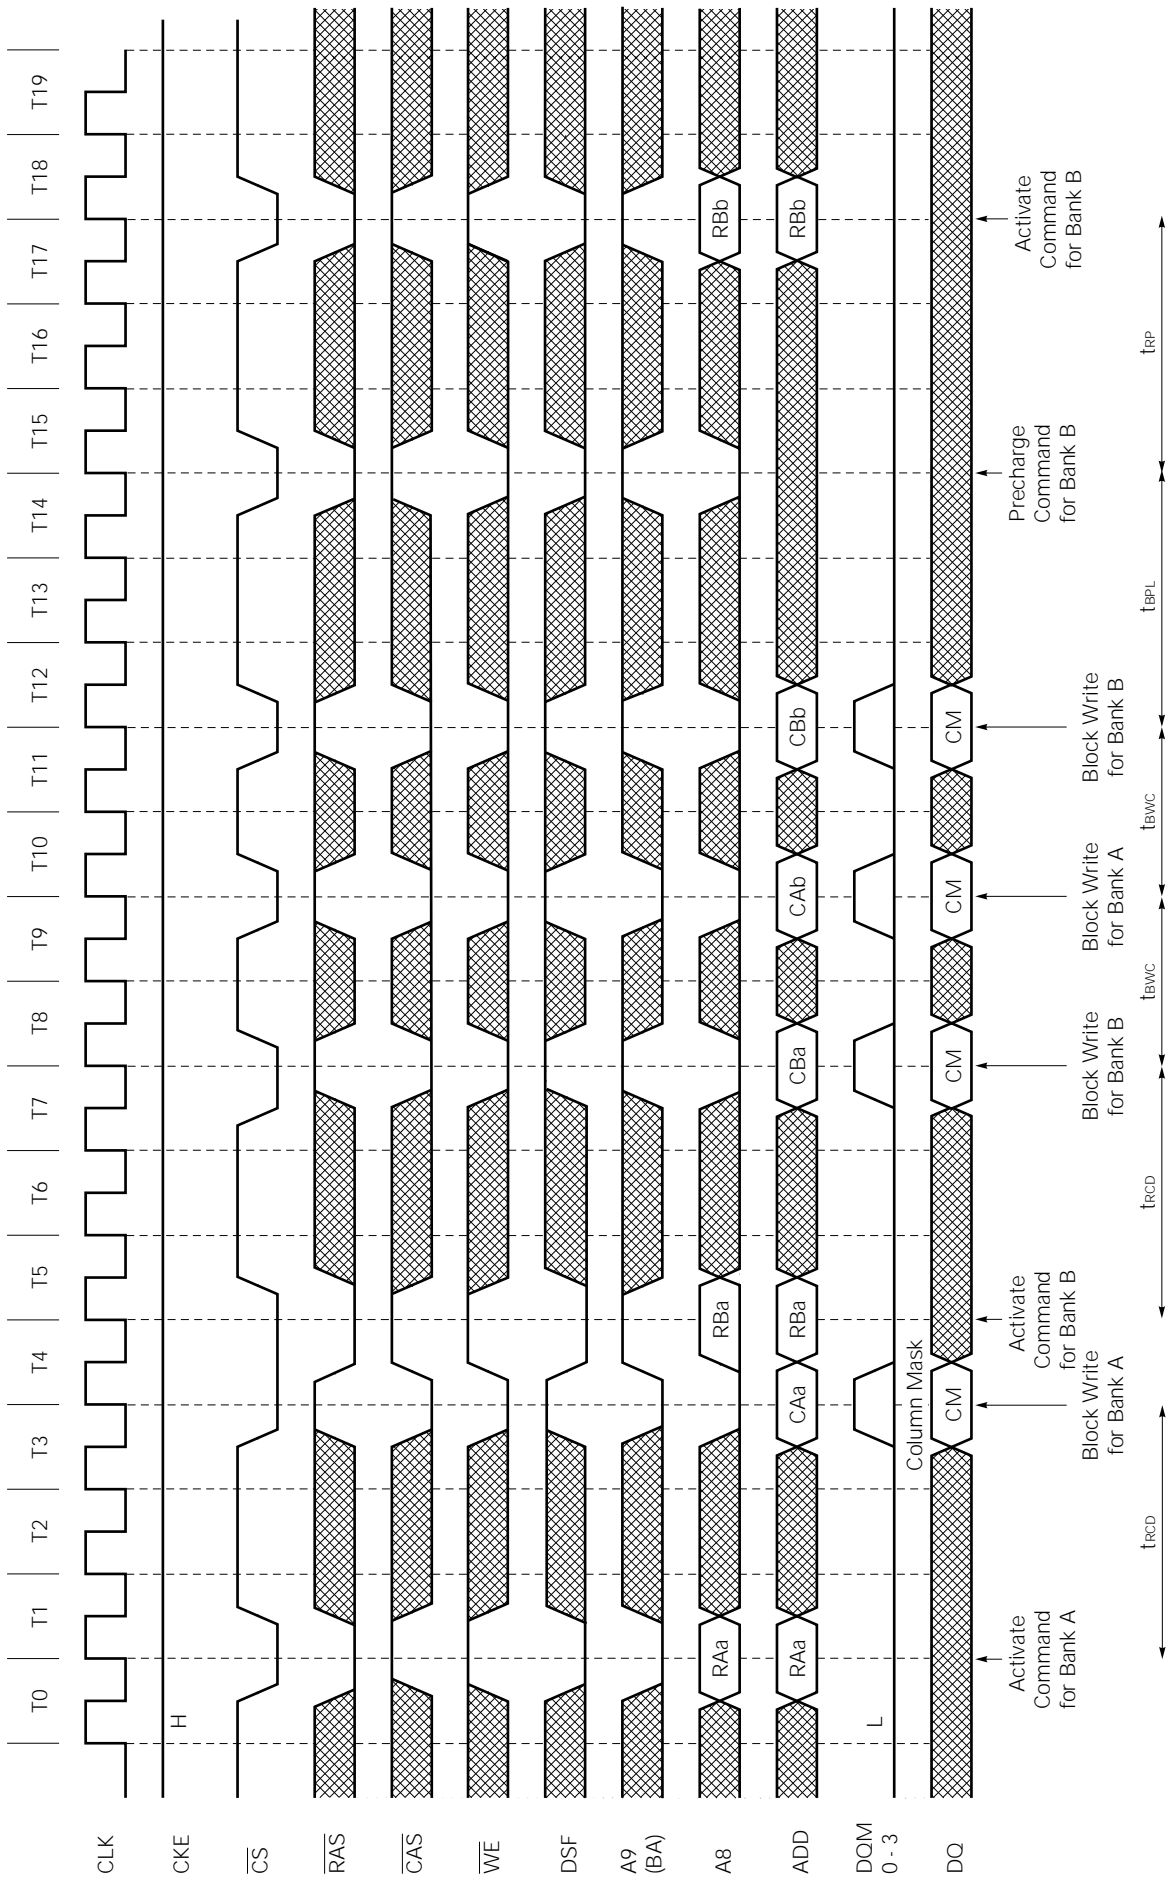 T0 T1 T2 T3 T4 T5 T6 T7 T8 T9 T10 T11 T12 T13 T14 T15 T16 T17 T18 T19
CLK
CKE H
CS
RAS
CAS
WE
DSF
A9
(BA)
A8 RAa RBa RBb
ADD RAa CAa RBa CBa CAb CBb RBb
DQM
0 - 3
L
Column Mask
DQ CM CM CM CM
Activate
Command
for Bank A
Block Write
for Bank A
Activate
Command
for Bank B
Block Write
for Bank B
Block Write
for Bank A
Block Write
for Bank B
Precharge
Command
for Bank B
Activate
Command
for Bank B
tRCD tRCD tBWC tBWC tBPL tRP